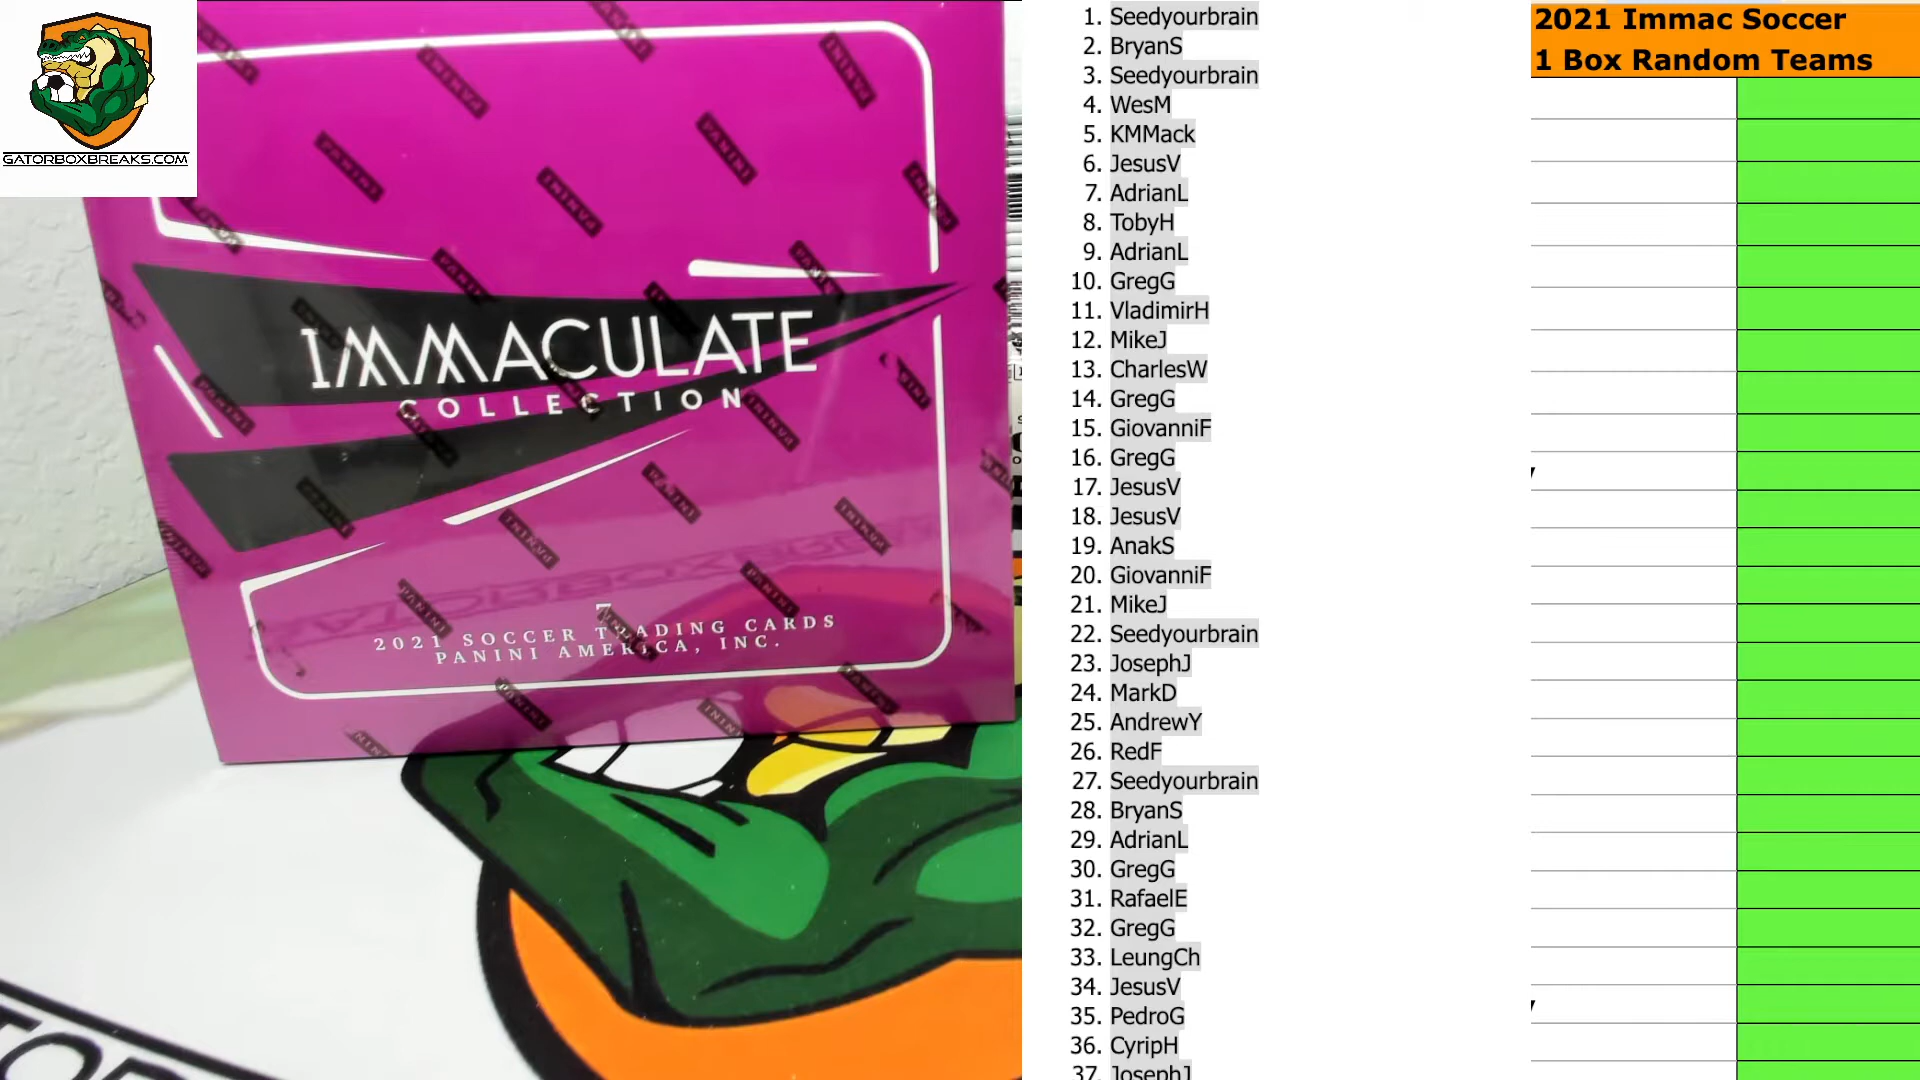 GATORBOXBREAKS.COM
IMMACULATE
COLLECTION
2021 SOCCER TRADING CARDS
PANINI AMERICA, INC.
1. Seedyourbrain
2. BryanS
3. Seedyourbrain
4. WesM
5. KMMack
6. JesusV
7. AdrianL
8. TobyH
9. AdrianL
10. GregG
11. VladimirH
12. MikeJ
13. CharlesW
14. GregG
15. GiovanniF
16. GregG
17. JesusV
18. JesusV
19. AnakS
20. GiovanniF
21. MikeJ
22. Seedyourbrain
23. JosephJ
24. MarkD
25. AndrewY
26. RedF
27. Seedyourbrain
28. BryanS
29. AdrianL
30. GregG
31. RafaelE
32. GregG
33. LeungCh
34. JesusV
35. PedroG
36. CyripH
37. JosephJ
2021 Immac Soccer
1 Box Random Teams